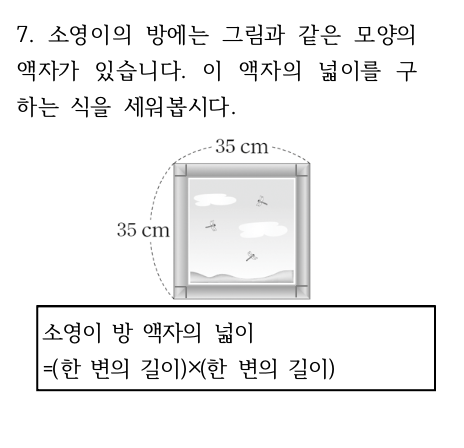 7. 소영이의 방에는 그림과 같은 모양의
액자가 있습니다. 이 액자의 넓이를 구
하는 식을 세워봅시다.
35 cm
35 cm
소영이 방 액자의 넓이
=(한 변의 길이)×(한 변의 길이)